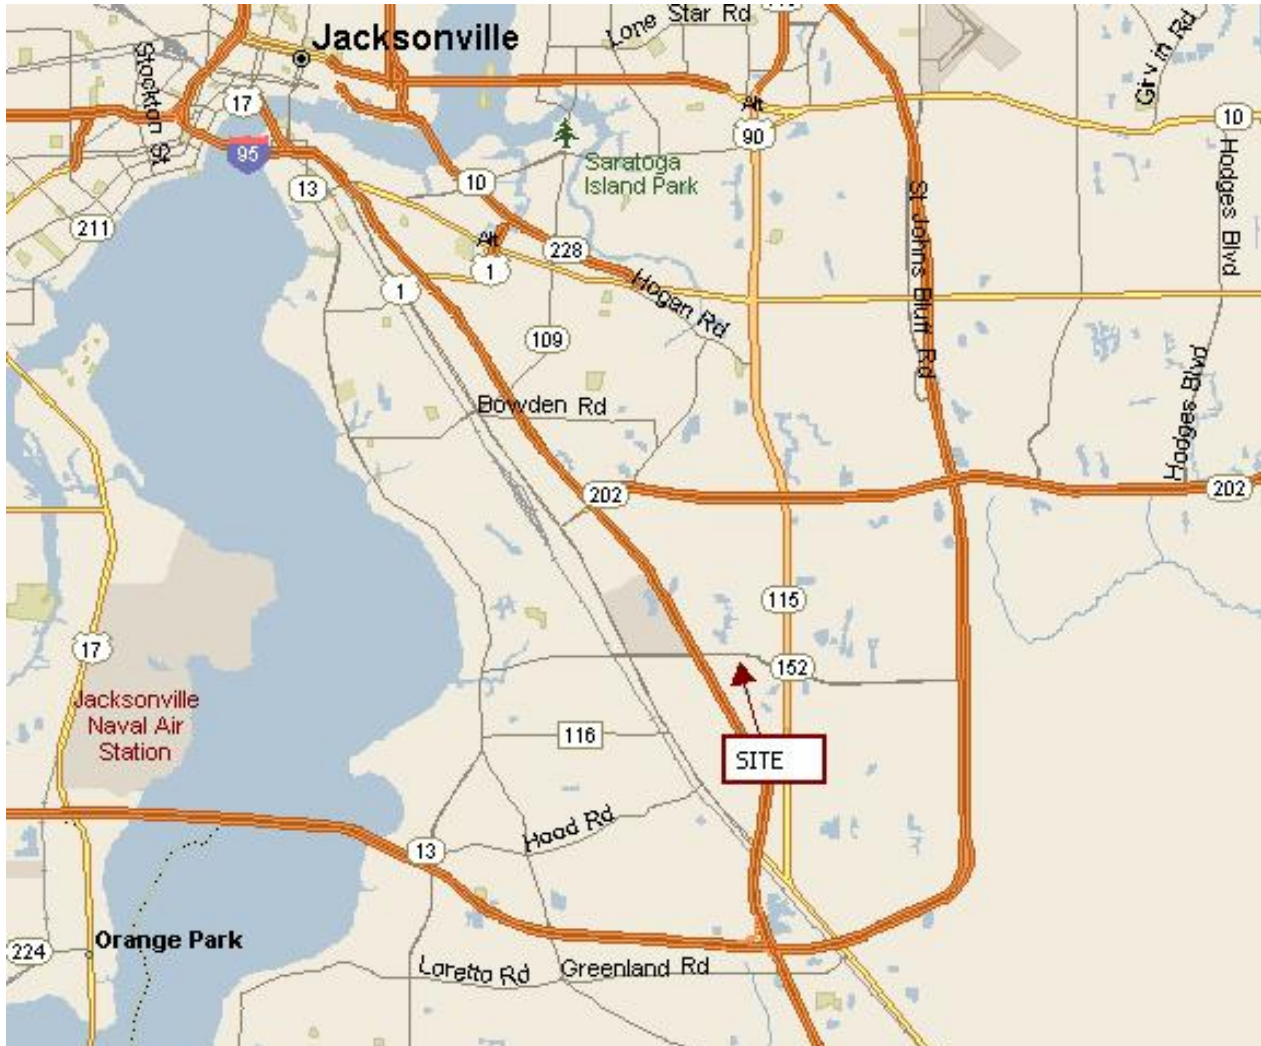 Lone
Star Rd
Jacksonville
Girvin Rd
Stockton St
17
Alt
90
10
95
Saratoga
Island Park
13
10
Hodges Blvd
St Johns Bluff Rd
211
Alt
228
1
1
Hogan Rd
109
Bowden Rd
Hodges Blvd
202
202
115
17
152
Jacksonville
Naval Air
Station
116
SITE
Hood Rd
13
Orange Park
224
Loretto Rd
Greenland Rd